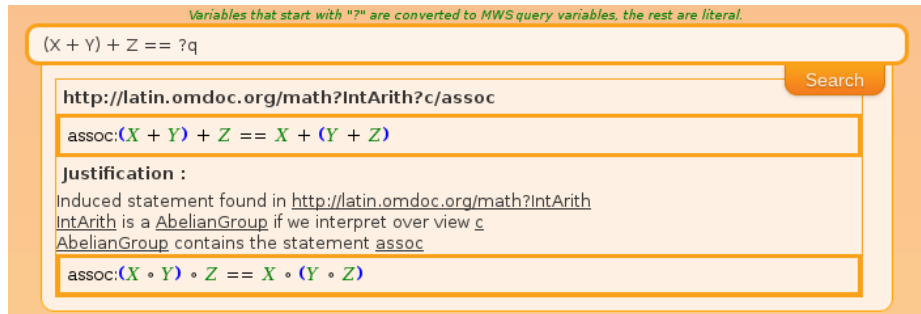 Variables that start with "?" are converted to MWS query variables, the rest are literal.
(X + Y) + Z == ?q
Search
http://latin.omdoc.org/math?IntArith?c/assoc
assoc:(X + Y) + Z == X + (Y + Z)
Justification :
Induced statement found in http://latin.omdoc.org/math?IntArith
IntArith is a AbelianGroup if we interpret over view c
AbelianGroup contains the statement assoc
assoc:(X ∘ Y) ∘ Z == X ∘ (Y ∘ Z)